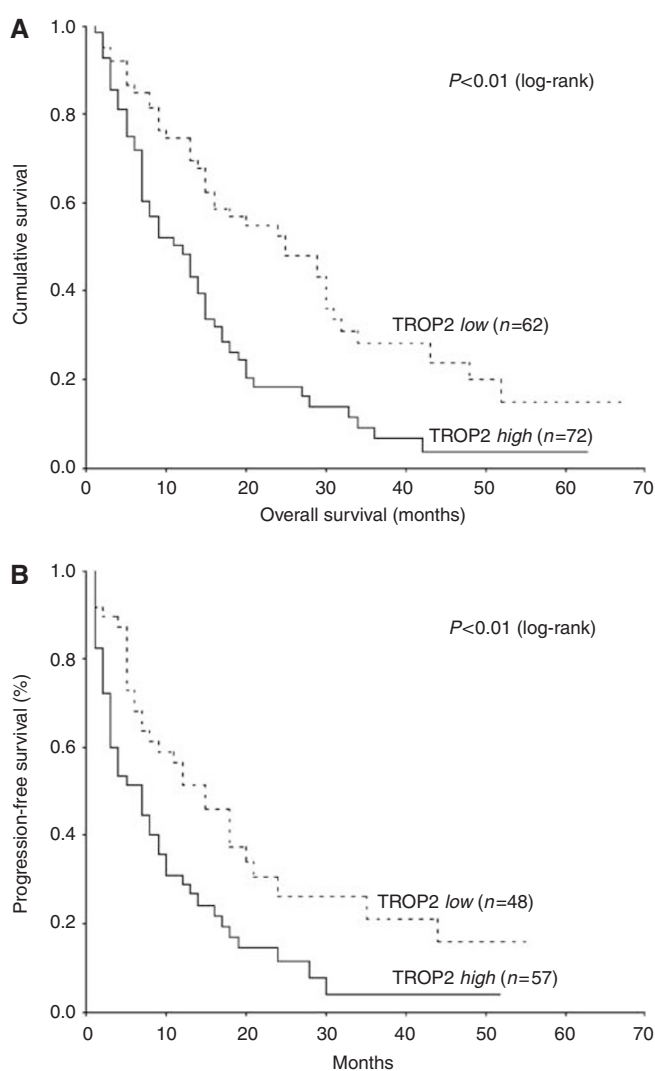 A
1.0
P<0.01 (log-rank)
0.8
0.6
Cumulative survival
0.4
TROP2 low (n=62)
0.2
TROP2 high (n=72)
0.0
0 10 20 30 40 50 60 70
Overall survival (months)
B
1.0
P<0.01 (log-rank)
0.8
0.6
Progression-free survival (%)
0.4
TROP2 low (n=48)
0.2
TROP2 high (n=57)
0.0
0 10 20 30 40 50 60 70
Months